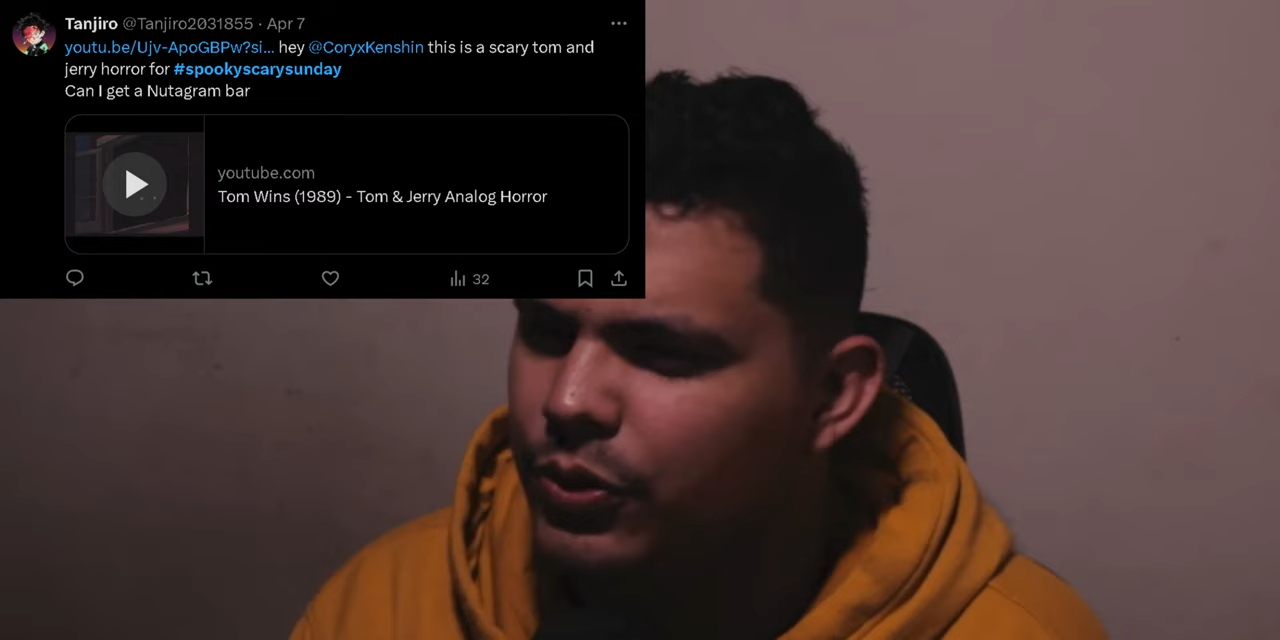 Tanjiro @Tanjiro2031855 · Apr 7
youtu.be/Ujv-ApoGBPw?si... hey @CoryxKenshin this is a scary tom and
jerry horror for #spookyscarysunday
Can I get a Nutagram bar
youtube.com
Tom Wins (1989) - Tom & Jerry Analog Horror
32